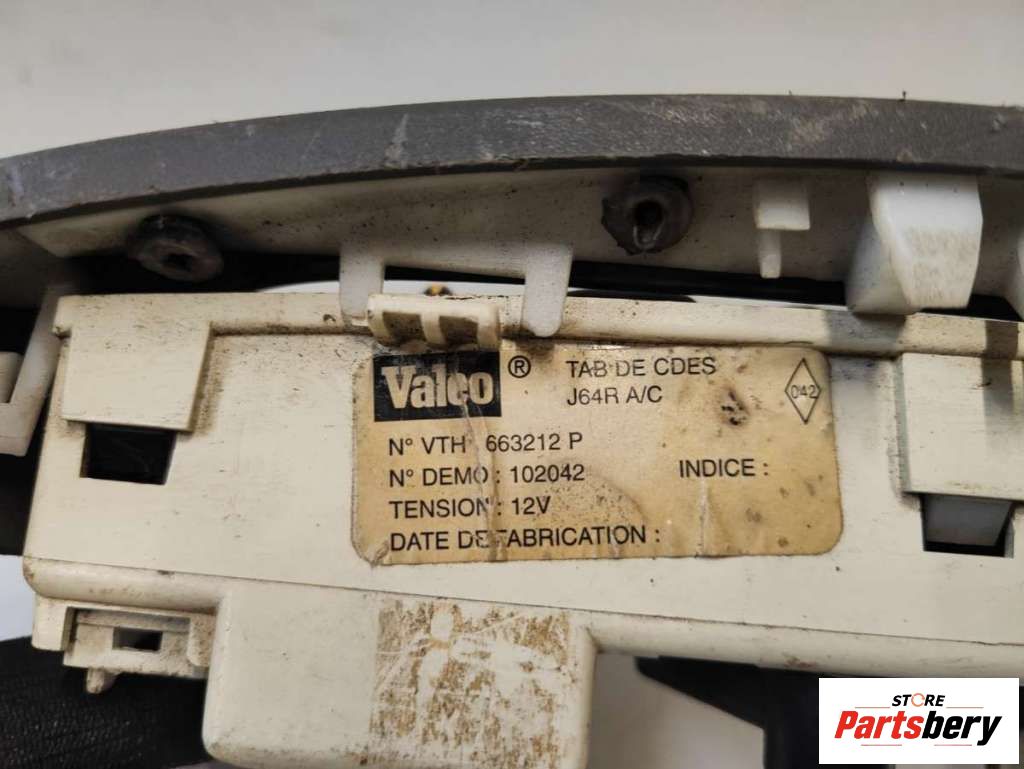 Valeo ® TAB DE CDES
J64R A/C
042
N° VTH 663212 P
N° DEMO : 102042 INDICE :
TENSION : 12V
DATE DE FABRICATION :
STORE
Partsbery